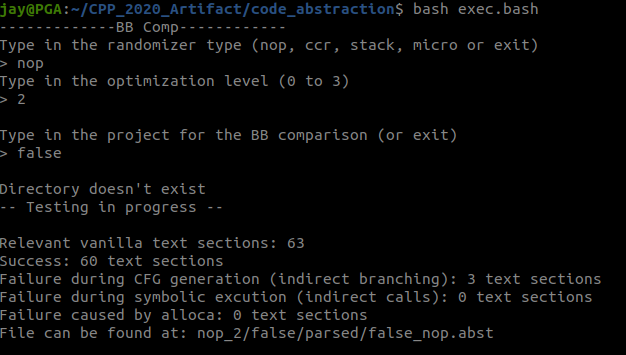 jay@PGA:~/CPP_2020_Artifact/code_abstraction$ bash exec.bash
-------------BB Comp------------
Type in the randomizer type (nop, ccr, stack, micro or exit)
> nop
Type in the optimization level (0 to 3)
> 2
Type in the project for the BB comparison (or exit)
> false
Directory doesn't exist
-- Testing in progress --
Relevant vanilla text sections: 63
Success: 60 text sections
Failure during CFG generation (indirect branching): 3 text sections
Failure during symbolic excution (indirect calls): 0 text sections
Failure caused by alloca: 0 text sections
File can be found at: nop_2/false/parsed/false_nop.abst